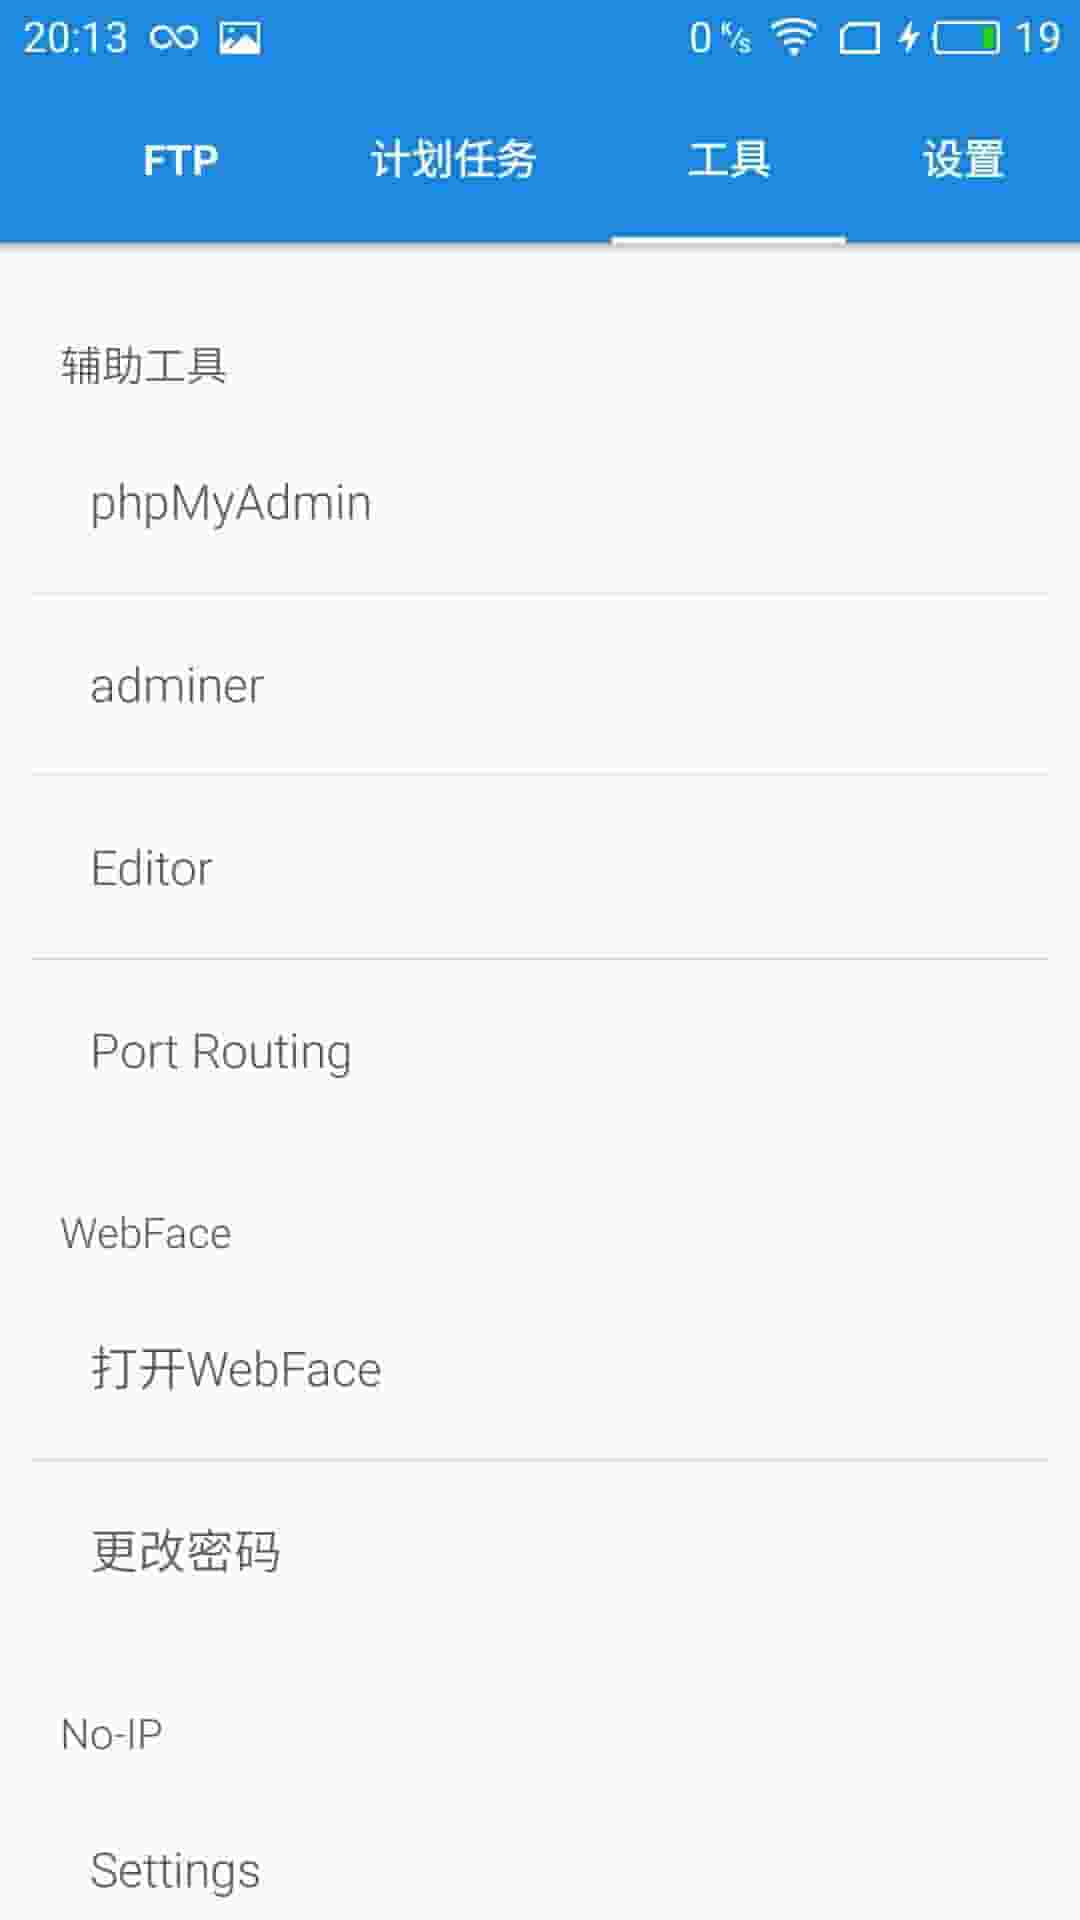 20:13 0 K/s 19
FTP 计划任务 工具 设置
辅助工具
phpMyAdmin
adminer
Editor
Port Routing
WebFace
打开WebFace
更改密码
No-IP
Settings